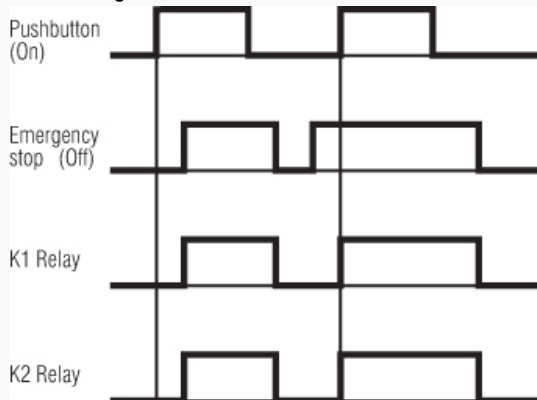 Pushbutton
(On)
Emergency
stop (Off)
K1 Relay
K2 Relay